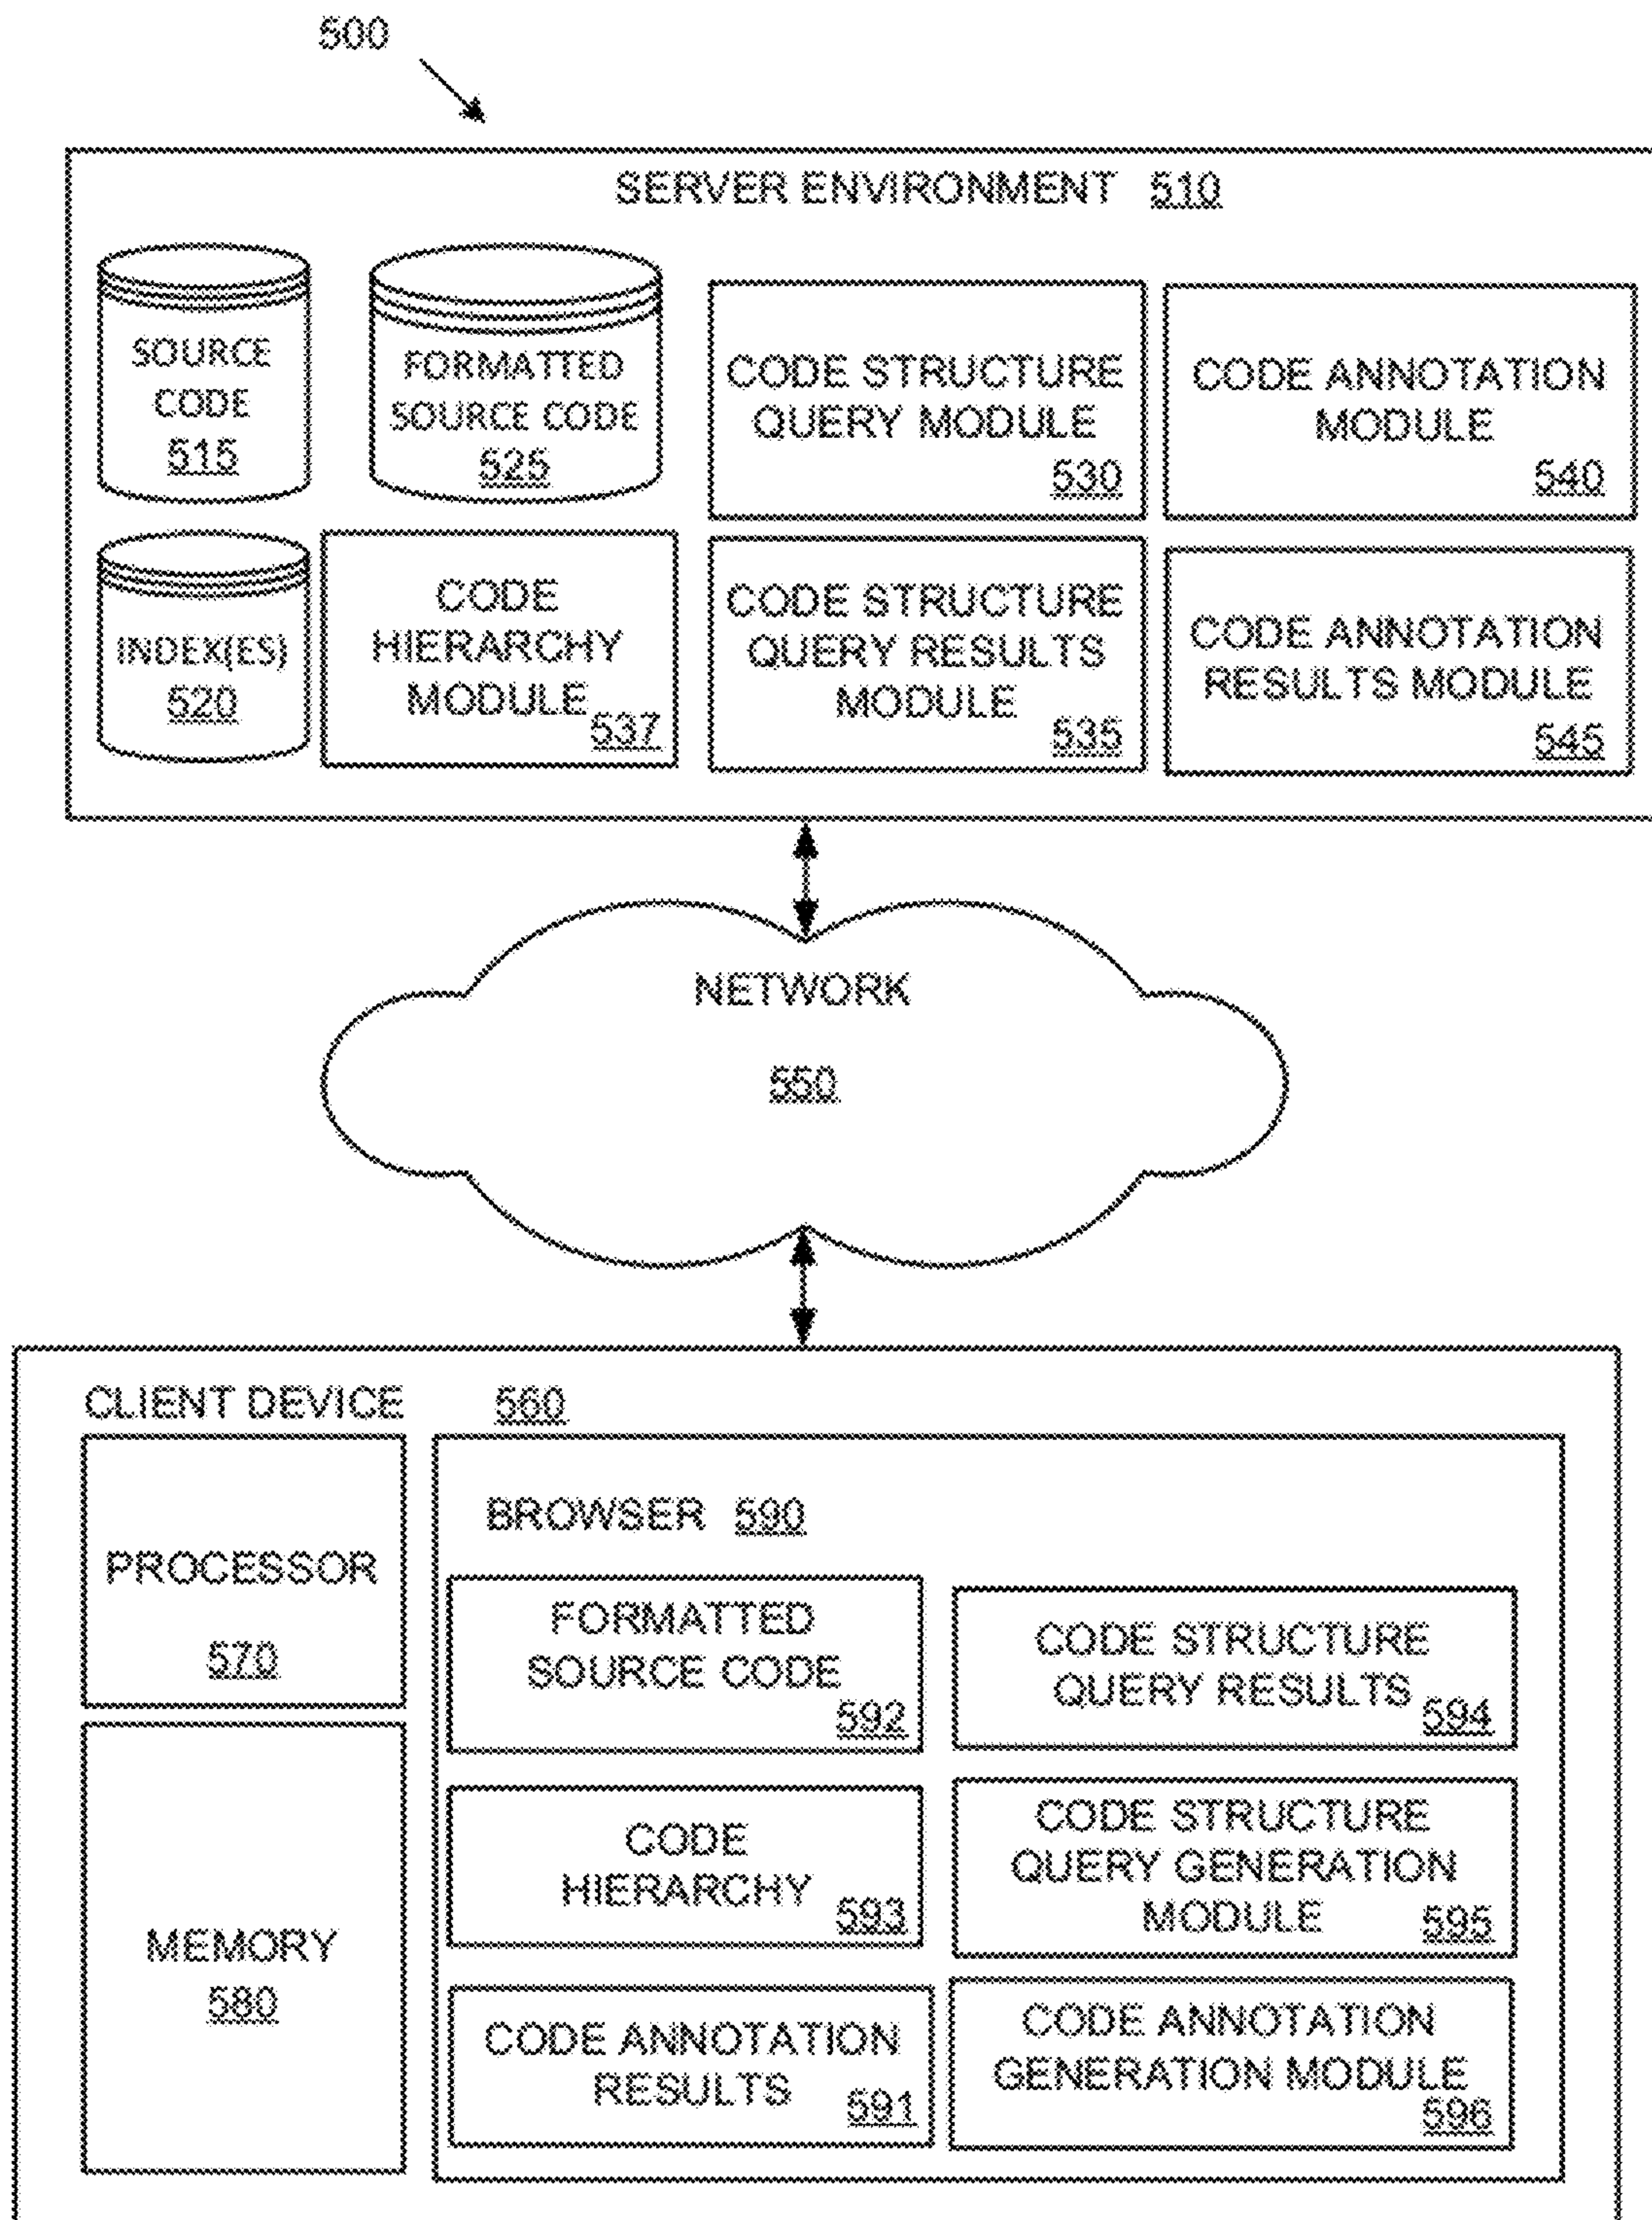 500
SERVER ENVIRONMENT 510
SOURCE
CODE
515
FORMATTED
SOURCE CODE
525
CODE STRUCTURE
QUERY MODULE
530
CODE ANNOTATION
MODULE
540
INDEX(ES)
520
CODE
HIERARCHY
MODULE
537
CODE STRUCTURE
QUERY RESULTS
MODULE
535
CODE ANNOTATION
RESULTS MODULE
545
NETWORK
550
CLIENT DEVICE 560
PROCESSOR
570
MEMORY
580
BROWSER 590
FORMATTED
SOURCE CODE
592
CODE STRUCTURE
QUERY RESULTS
594
CODE
HIERARCHY
593
CODE STRUCTURE
QUERY GENERATION
MODULE
595
CODE ANNOTATION
RESULTS
591
CODE ANNOTATION
GENERATION MODULE
596